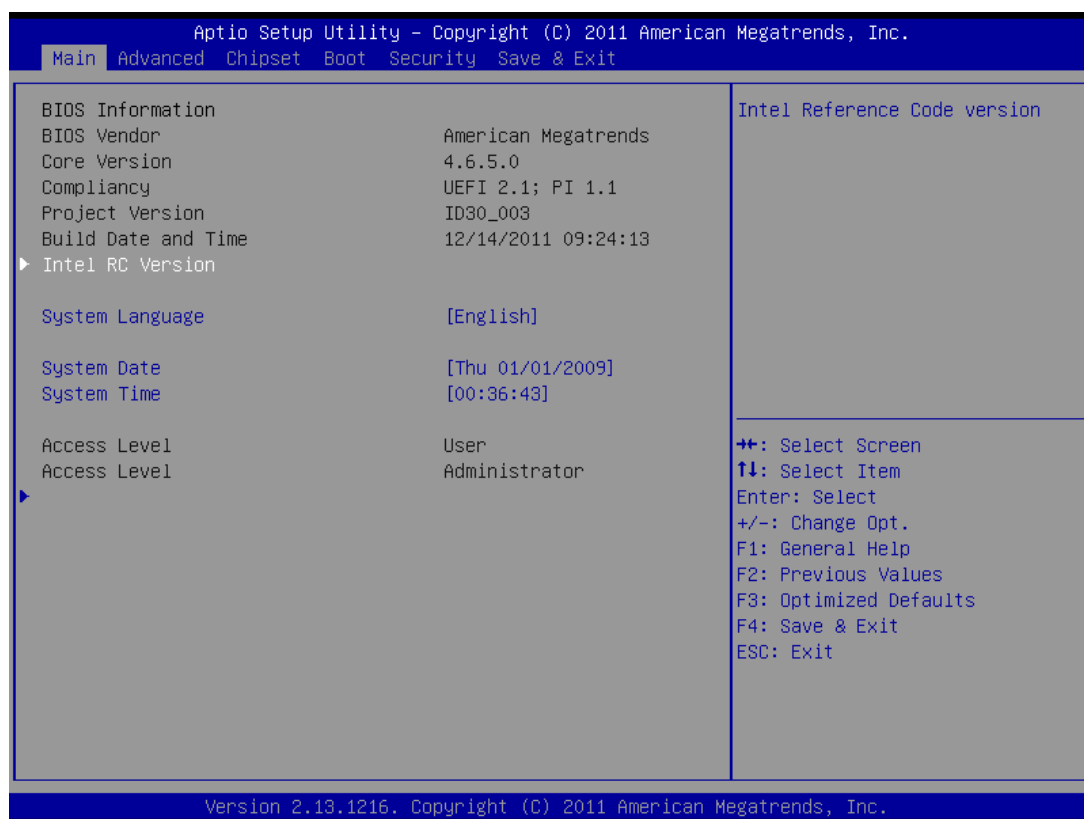 Aptio Setup Utility – Copyright (C) 2011 American Megatrends, Inc.
Main Advanced Chipset Boot Security Save & Exit
BIOS Information
BIOS Vendor American Megatrends
Core Version 4.6.5.0
Compliancy UEFI 2.1; PI 1.1
Project Version ID30_003
Build Date and Time 12/14/2011 09:24:13
Intel RC Version
System Language [English]
System Date [Thu 01/01/2009]
System Time [00:36:43]
Access Level User
Access Level Administrator
Intel Reference Code version
→←: Select Screen
↑↓: Select Item
Enter: Select
+/-: Change Opt.
F1: General Help
F2: Previous Values
F3: Optimized Defaults
F4: Save & Exit
ESC: Exit
Version 2.13.1216. Copyright (C) 2011 American Megatrends, Inc.